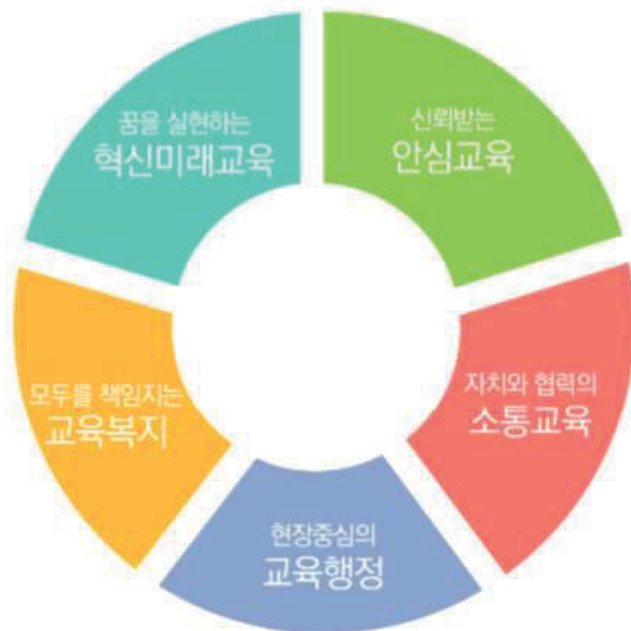 꿈을 실현하는
혁신미래교육
신뢰받는
안심교육
자치와 협력의
소통교육
현장중심의
교육행정
모두를 책임지는
교육복지